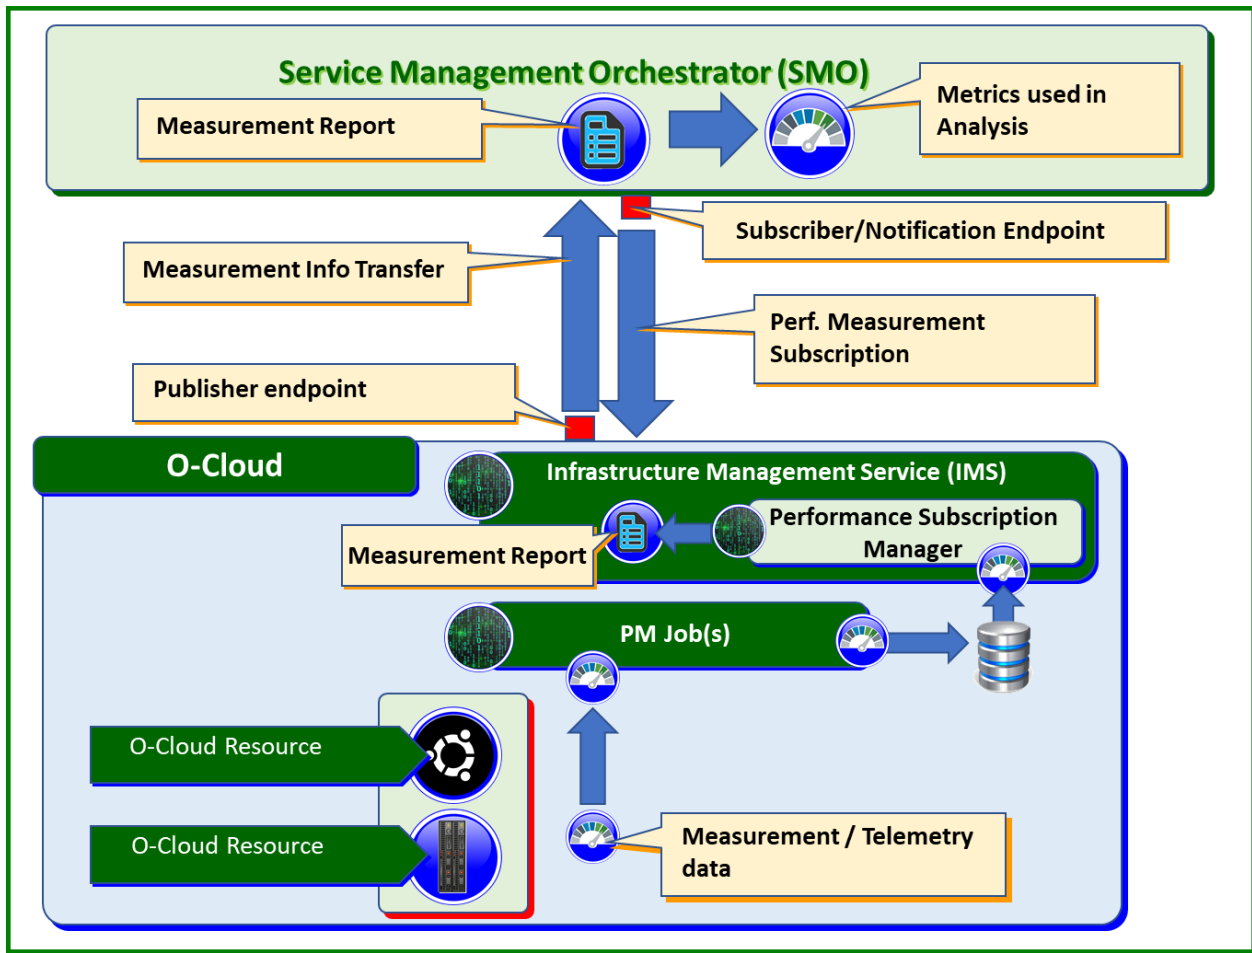 Service Management Orchestrator (SMO)
Measurement Report
Metrics used in
Analysis
Subscriber/Notification Endpoint
Measurement Info Transfer
Perf. Measurement
Subscription
Publisher endpoint
O-Cloud
Infrastructure Management Service (IMS)
Performance Subscription
Manager
Measurement Report
PM Job(s)
O-Cloud Resource
O-Cloud Resource
Measurement / Telemetry
data